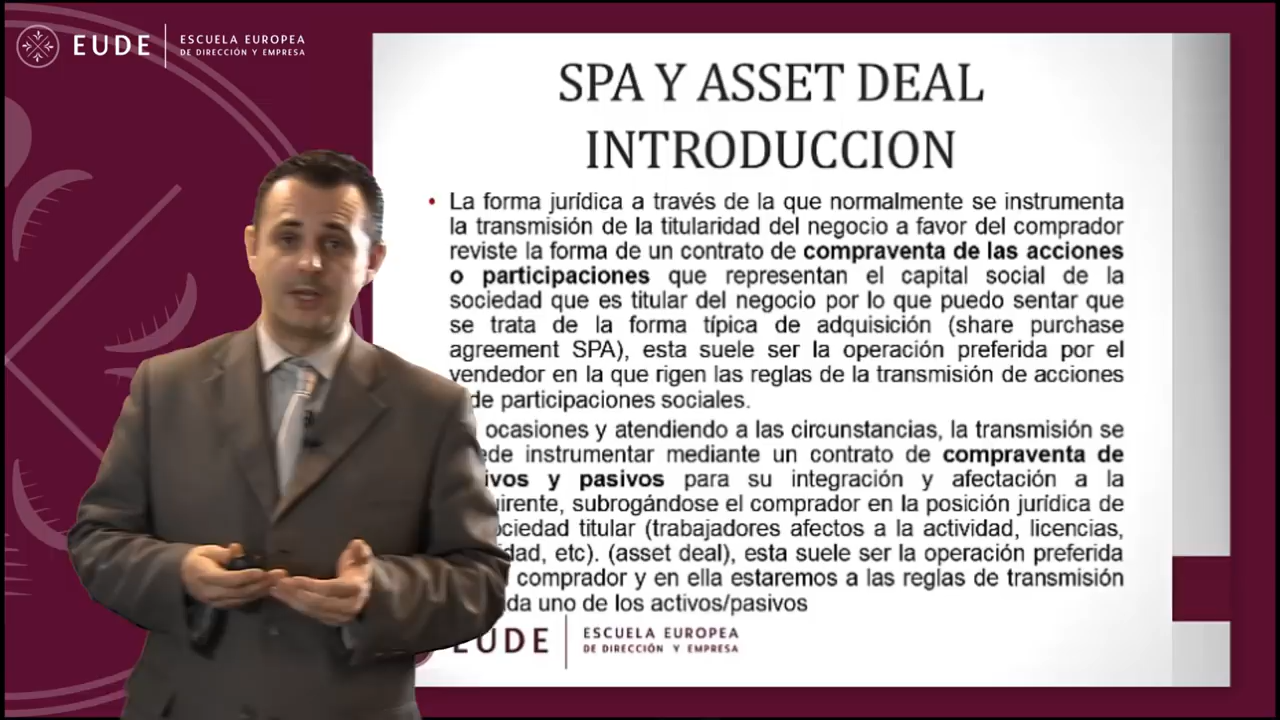 EUDE
ESCUELA EUROPEA
DE DIRECCIÓN Y EMPRESA
SPA Y ASSET DEAL
INTRODUCCION
• La forma jurídica a través de la que normalmente se instrumenta
la transmisión de la titularidad del negocio a favor del comprador
reviste la forma de un contrato de compraventa de las acciones
o participaciones que representan el capital social de la
sociedad que es titular del negocio por lo que puedo sentar que
se trata de la forma típica de adquisición (share purchase
agreement SPA), esta suele ser la operación preferida por el
vendedor en la que rigen las reglas de la transmisión de acciones
de participaciones sociales.
ocasiones y atendiendo a las circunstancias, la transmisión se
instrumentar mediante un contrato de compraventa de
y pasivos para su integración y afectación a la
subrogándose el comprador en la posición jurídica de
titular (trabajadores afectos a la actividad, licencias,
etc). (asset deal), esta suele ser la operación preferida
comprador y en ella estaremos a las reglas de transmisión
uno de los activos/pasivos
EUDE
ESCUELA EUROPEA
DE DIRECCIÓN Y EMPRESA